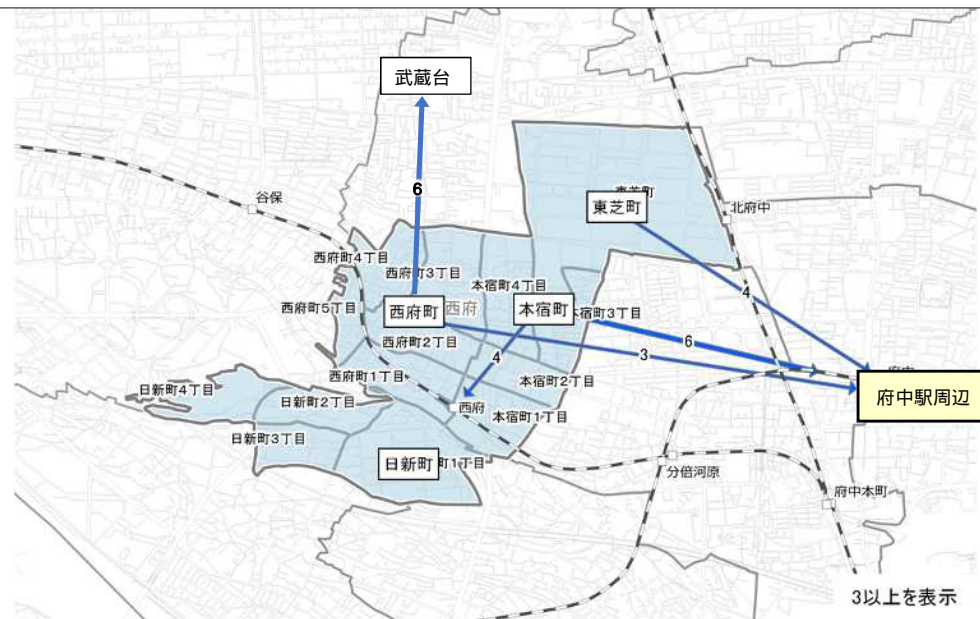 武蔵台
6
谷保
東芝町
東芝町
北府中
西府町4丁目
西府町3丁目
本宿町4丁目
4
西府町5丁目
西府町
西府
本宿町
本宿町3丁目
西府町2丁目
6
3
4
西府町1丁目
本宿町2丁目
府中
府中駅周辺
日新町4丁目
日新町2丁目
西府
本宿町1丁目
日新町3丁目
日新町
町1丁目
分倍河原
府中本町
3以上を表示